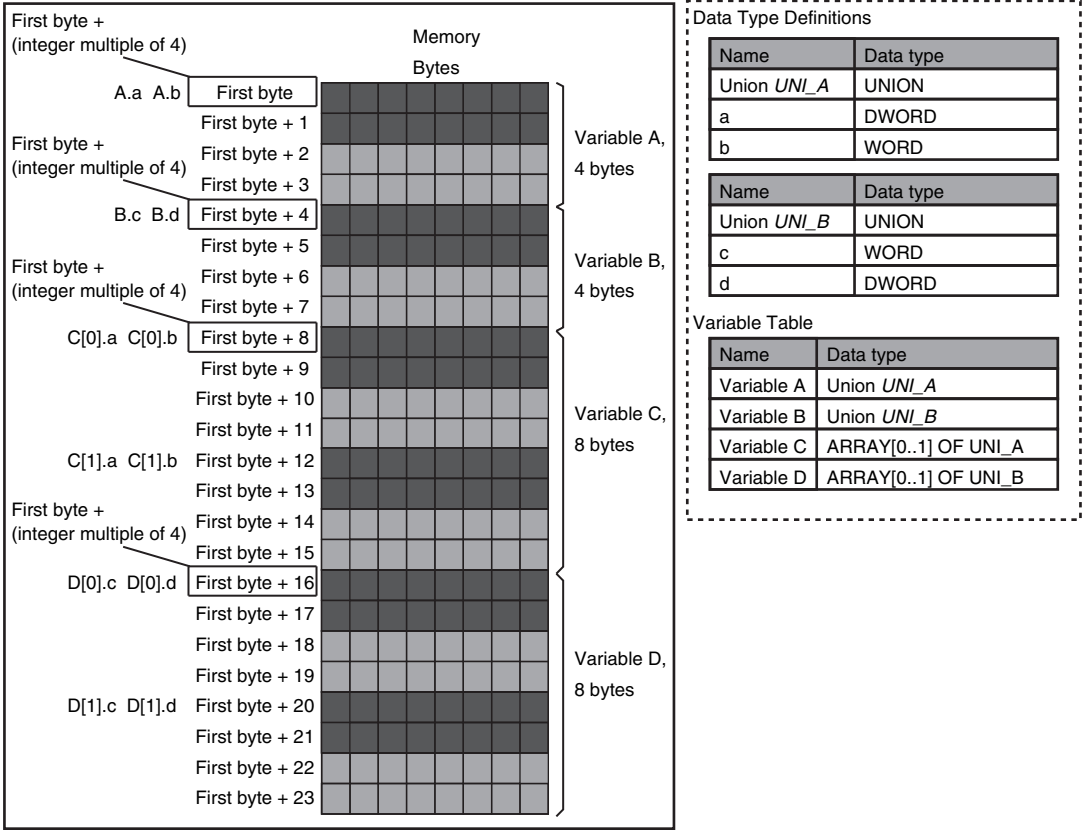 First byte +
(integer multiple of 4)
Memory
Bytes
A.a A.b First byte
First byte + 1
First byte +
(integer multiple of 4)
First byte + 2
First byte + 3
Variable A,
4 bytes
B.c B.d First byte + 4
First byte + 5
First byte +
(integer multiple of 4)
First byte + 6
First byte + 7
Variable B,
4 bytes
C[0].a C[0].b First byte + 8
First byte + 9
First byte + 10
First byte + 11
Variable C,
8 bytes
C[1].a C[1].b First byte + 12
First byte + 13
First byte +
(integer multiple of 4)
First byte + 14
First byte + 15
D[0].c D[0].d First byte + 16
First byte + 17
First byte + 18
First byte + 19
Variable D,
8 bytes
D[1].c D[1].d First byte + 20
First byte + 21
First byte + 22
First byte + 23
Data Type Definitions
Name Data type
Union UNI_A UNION
a DWORD
b WORD
Name Data type
Union UNI_B UNION
c WORD
d DWORD
Variable Table
Name Data type
Variable A Union UNI_A
Variable B Union UNI_B
Variable C ARRAY[0..1] OF UNI_A
Variable D ARRAY[0..1] OF UNI_B